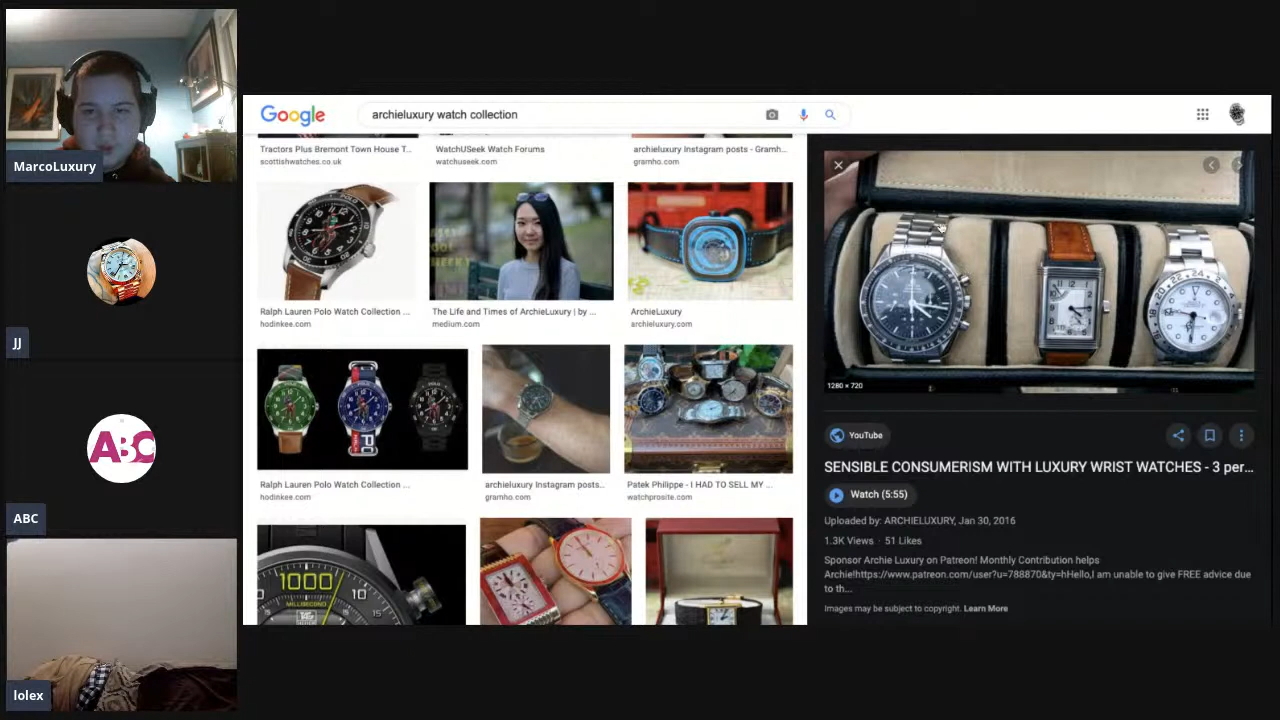 MarcoLuxury
JJ
ABC
ABC
lolex
Google
archieluxury watch collection
Tractors Plus Bremont Town House T...
scottishwatches.co.uk
WatchUSeek Watch Forums
watchuseek.com
archieluxury Instagram posts - Gramh...
gramho.com
Ralph Lauren Polo Watch Collection ...
hodinkee.com
The Life and Times of ArchieLuxury | by ...
medium.com
ArchieLuxury
archieluxury.com
Ralph Lauren Polo Watch Collection ...
hodinkee.com
archieluxury Instagram posts...
gramho.com
Patek Philippe - I HAD TO SELL MY ...
watchprosite.com
1000
MILLISECOND
1280 × 720
YouTube
SENSIBLE CONSUMERISM WITH LUXURY WRIST WATCHES - 3 per...
Watch (5:55)
Uploaded by: ARCHIELUXURY, Jan 30, 2016
1.3K Views · 51 Likes
Sponsor Archie Luxury on Patreon! Monthly Contribution helps
Archie!https://www.patreon.com/user?u=788870&ty=hHello,I am unable to give FREE advice due
to th...
Images may be subject to copyright. Learn More